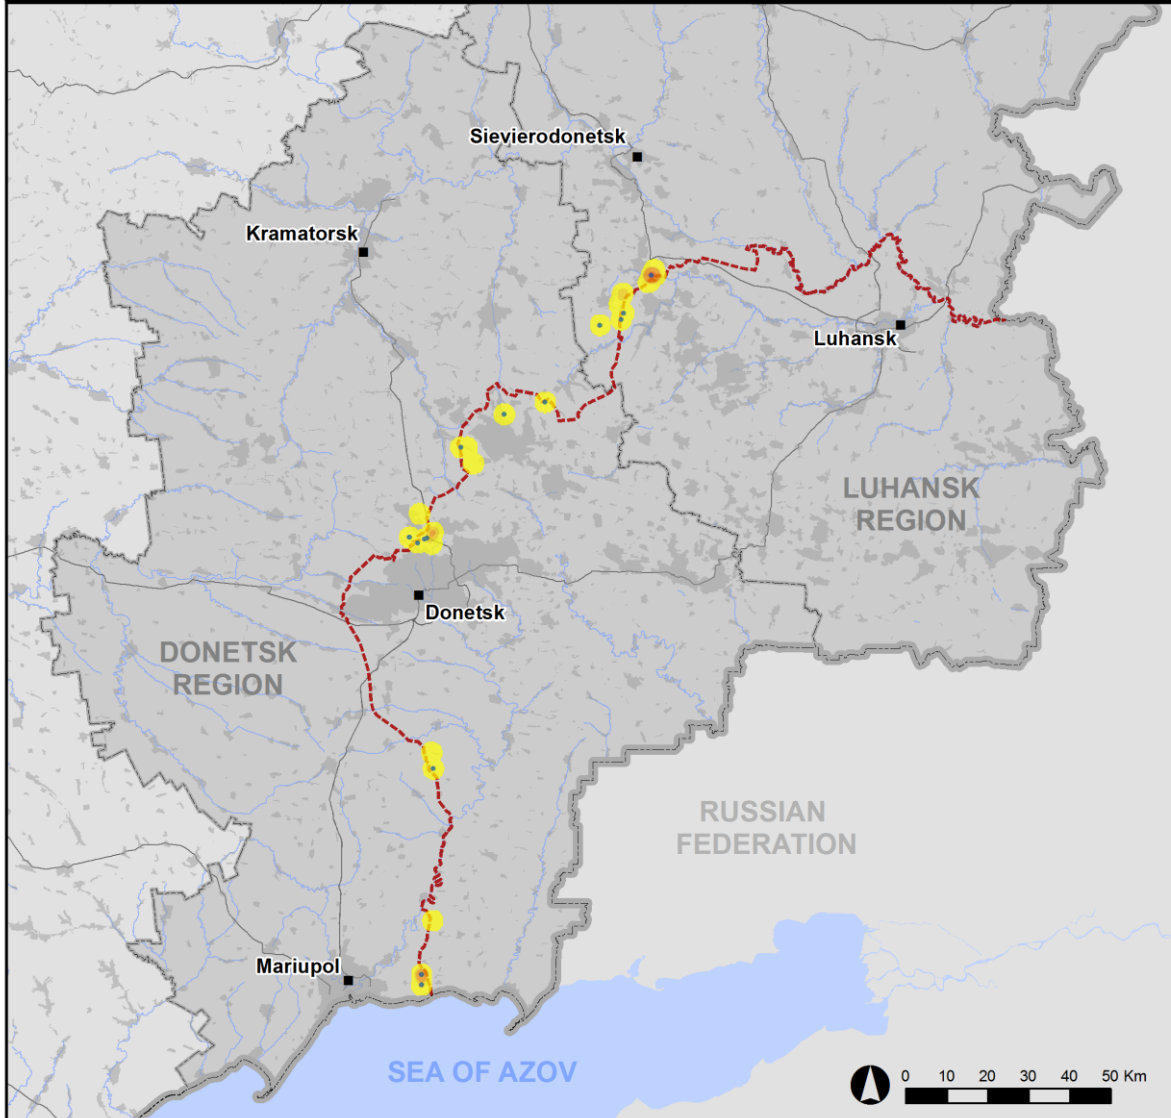 Sievierodonetsk
Kramatorsk
Luhansk
LUHANSK
REGION
Donetsk
DONETSK
REGION
RUSSIAN
FEDERATION
Mariupol
SEA OF AZOV
0 10 20 30 40 50 Km